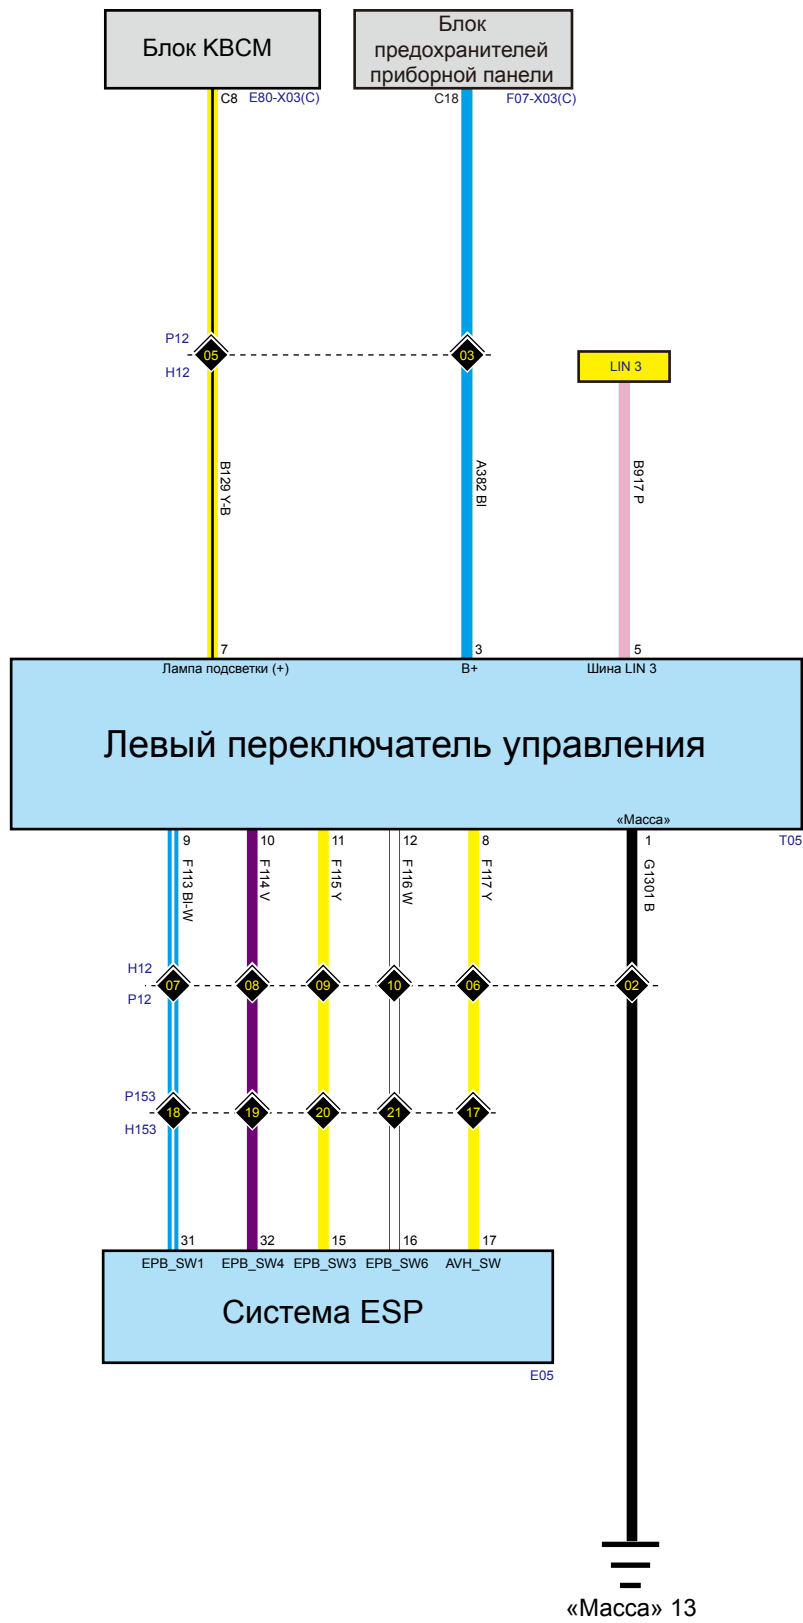 Блок KBCM
Блок
предохранителей
приборной панели
C8
E80-X03(C)
C18
F07-X03(C)
P12
05
03
H12
LIN 3
B129 Y-B
A382 Bl
B917 P
7
3
5
Лампа подсветки (+)
B+
Шина LIN 3
Левый переключатель управления
«Масса»
9
10
11
12
8
1
T05
F113 Bl-W
F114 V
F115 Y
F116 W
F117 Y
G1301 B
H12
07
08
09
10
06
02
P12
P153
18
19
20
21
17
H153
31
32
15
16
17
EPB_SW1
EPB_SW4
EPB_SW3
EPB_SW6
AVH_SW
Система ESP
E05
«Масса» 13